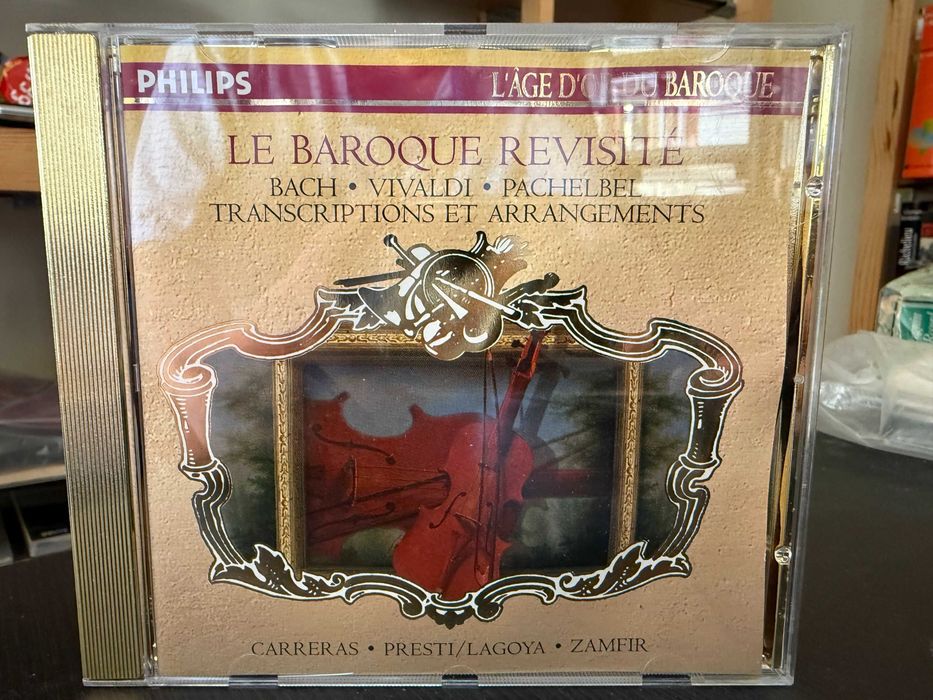 PHILIPS
L'ÂGE D'OR DU BAROQUE
LE BAROQUE REVISITÉ
BACH • VIVALDI • PACHELBEL
TRANSCRIPTIONS ET ARRANGEMENTS
CARRERAS • PRESTI/LAGOYA • ZAMFIR